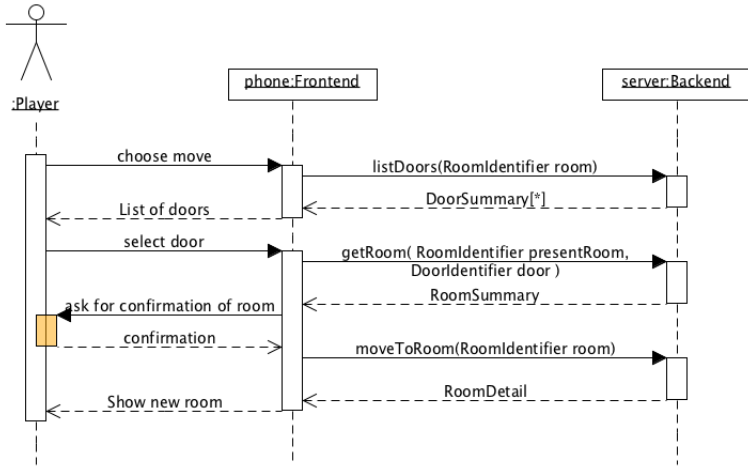 phone:Frontend
server:Backend
:Player
choose move
listDoors(RoomIdentifier room)
DoorSummary[*]
List of doors
select door
getRoom( RoomIdentifier presentRoom,
DoorIdentifier door )
RoomSummary
ask for confirmation of room
confirmation
moveToRoom(RoomIdentifier room)
RoomDetail
Show new room